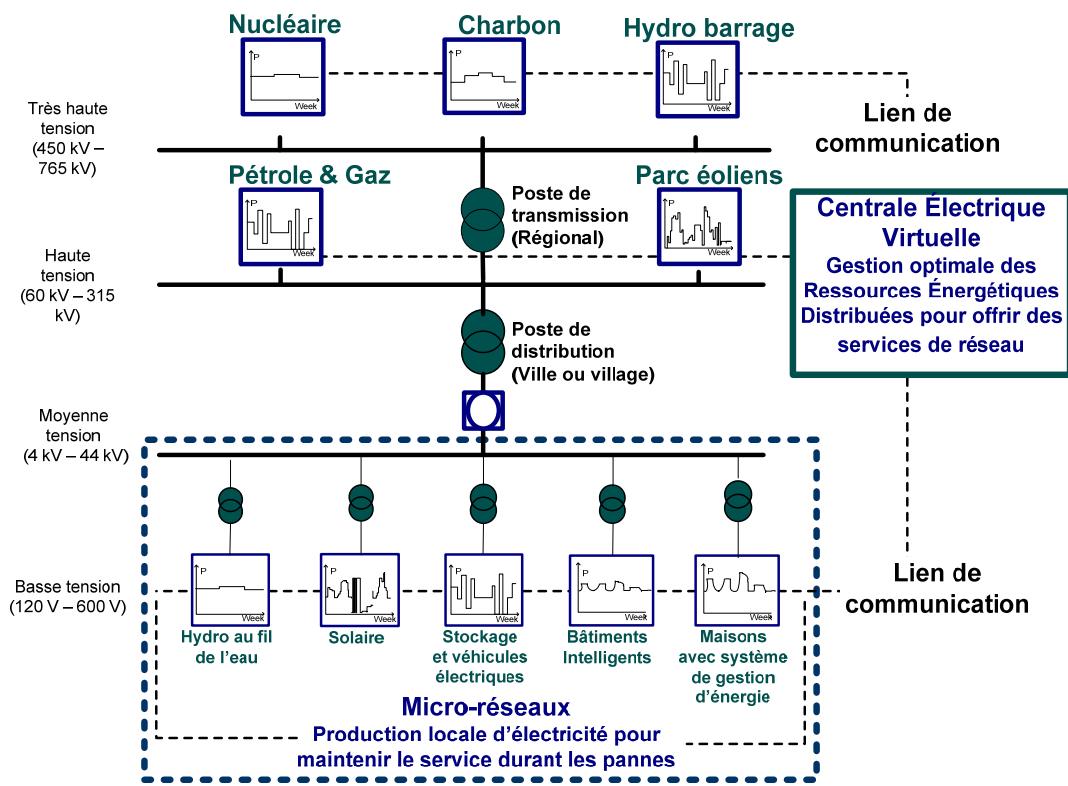 Nucléaire
Charbon
Hydro barrage
P
Week
P
Week
P
Week
Très haute
tension
(450 kV –
765 kV)
Lien de
communication
Pétrole & Gaz
Parc éoliens
P
Week
P
Week
Poste de
transmission
(Régional)
Centrale Électrique
Virtuelle
Gestion optimale des
Ressources Énergétiques
Distribuées pour offrir des
services de réseau
Haute
tension
(60 kV – 315
kV)
Poste de
distribution
(Ville ou village)
Moyenne
tension
(4 kV – 44 kV)
Basse tension
(120 V – 600 V)
P
Week
P
Week
P
Week
P
Week
P
Week
Lien de
communication
Hydro au fil
de l’eau
Solaire
Stockage
et véhicules
électriques
Bâtiments
Intelligents
Maisons
avec système
de gestion
d’énergie
Micro-réseaux
Production locale d’électricité pour
maintenir le service durant les pannes